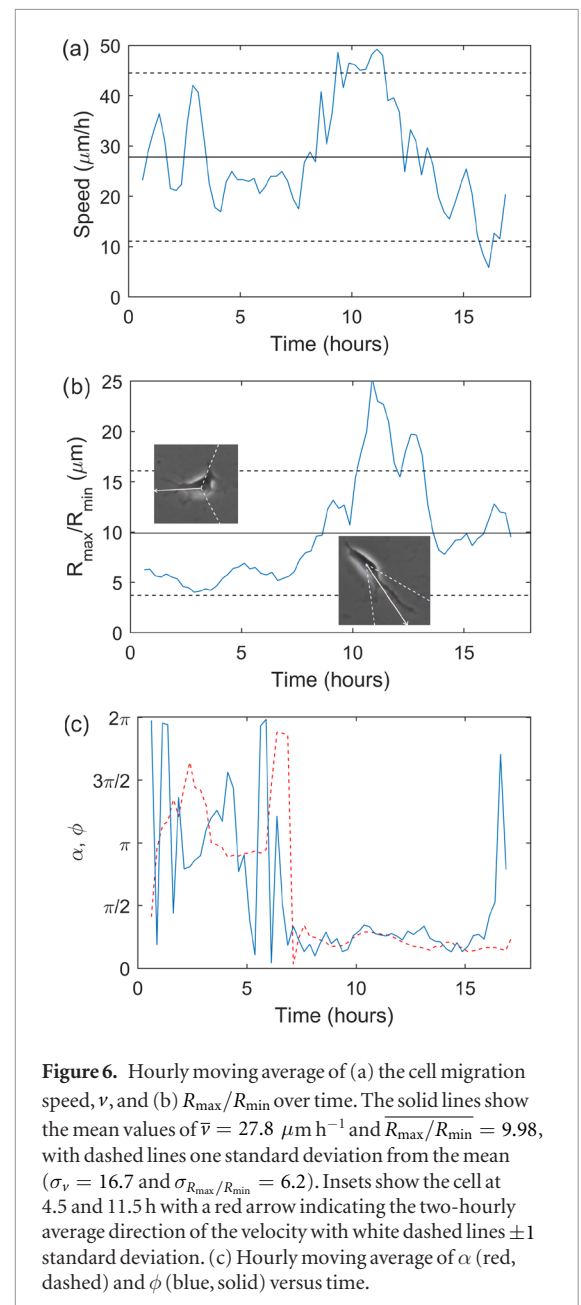 (a)
50
40
30
20
10
0
Speed (μm/h)
0 5 10 15
Time (hours)
(b)
25
20
15
10
5
0
R_max/R_min (μm)
0 5 10 15
Time (hours)
(c)
2π
3π/2
π
π/2
0
α, ϕ
0 5 10 15
Time (hours)
Figure 6. Hourly moving average of (a) the cell migration
speed, ν, and (b) R_max/R_min over time. The solid lines show
the mean values of ν̅ = 27.8 μm h⁻¹ and \overline{R_max/R_min} = 9.98,
with dashed lines one standard deviation from the mean
(σ_ν = 16.7 and σ_{R_max/R_min} = 6.2). Insets show the cell at
4.5 and 11.5 h with a red arrow indicating the two-hourly
average direction of the velocity with white dashed lines ±1
standard deviation. (c) Hourly moving average of α (red,
dashed) and ϕ (blue, solid) versus time.